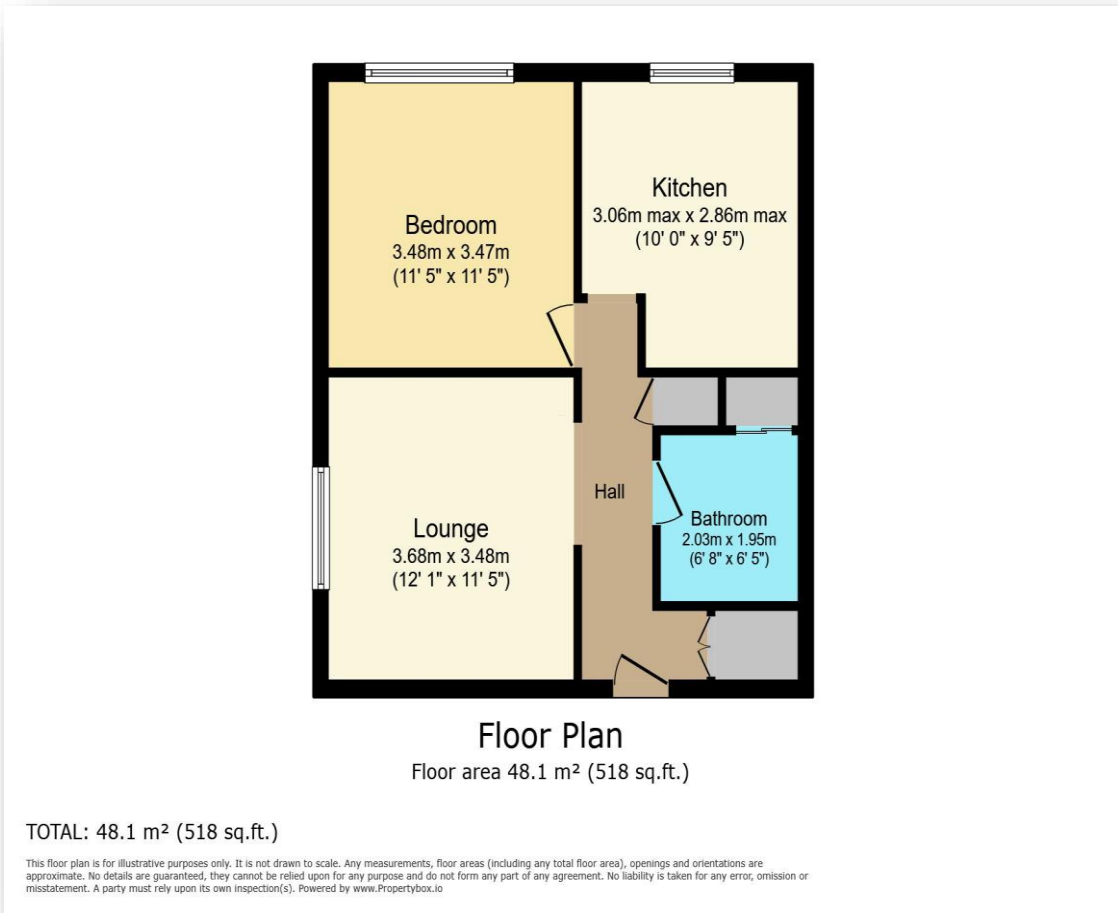 Bedroom
3.48m x 3.47m
(11' 5" x 11' 5")
Kitchen
3.06m max x 2.86m max
(10' 0" x 9' 5")
Lounge
3.68m x 3.48m
(12' 1" x 11' 5")
Hall
Bathroom
2.03m x 1.95m
(6' 8" x 6' 5")
Floor Plan
Floor area 48.1 m² (518 sq.ft.)
TOTAL: 48.1 m² (518 sq.ft.)
This floor plan is for illustrative purposes only. It is not drawn to scale. Any measurements, floor areas (including any total floor area), openings and orientations are
approximate. No details are guaranteed, they cannot be relied upon for any purpose and do not form any part of any agreement. No liability is taken for any error, omission or
misstatement. A party must rely upon its own inspection(s). Powered by www.Propertybox.io